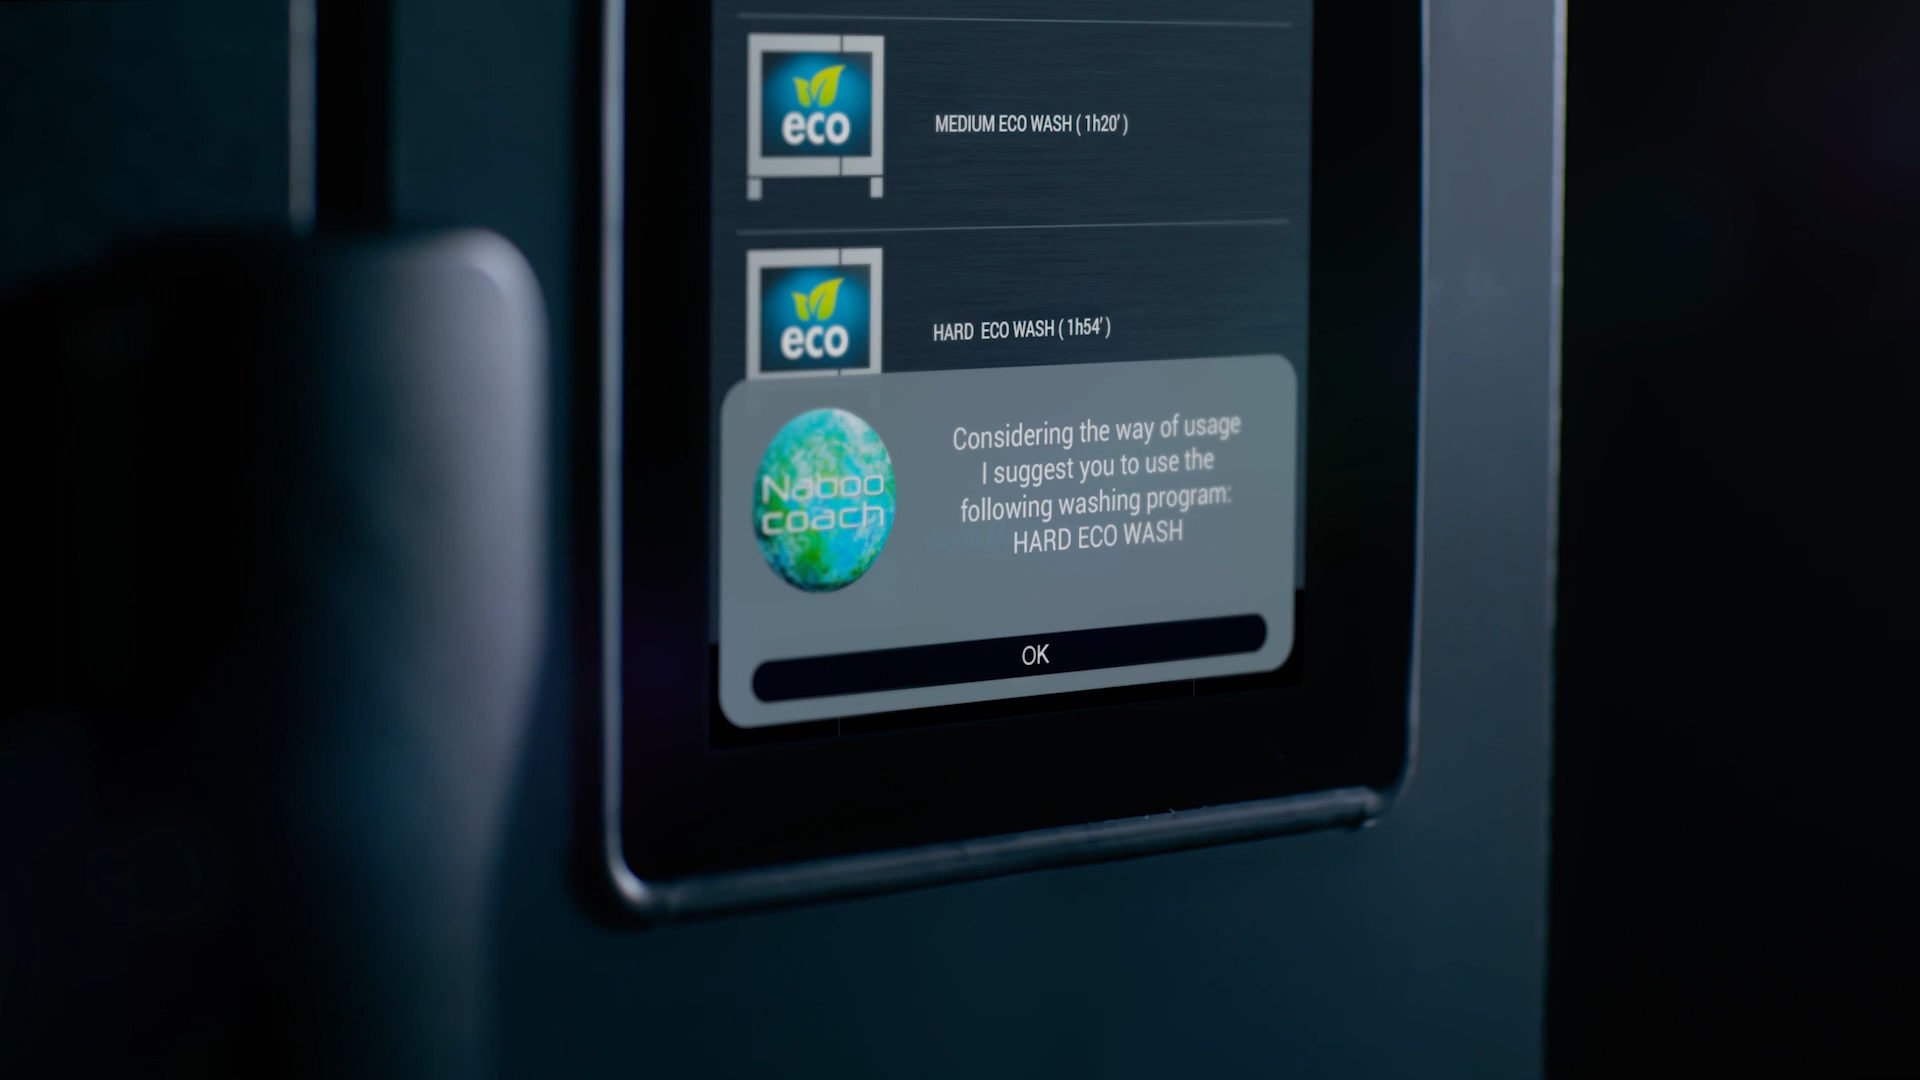 eco
MEDIUM ECO WASH ( 1h20' )
eco
HARD ECO WASH ( 1h54' )
Naboo
coach
Considering the way of usage
I suggest you to use the
following washing program:
HARD ECO WASH
OK